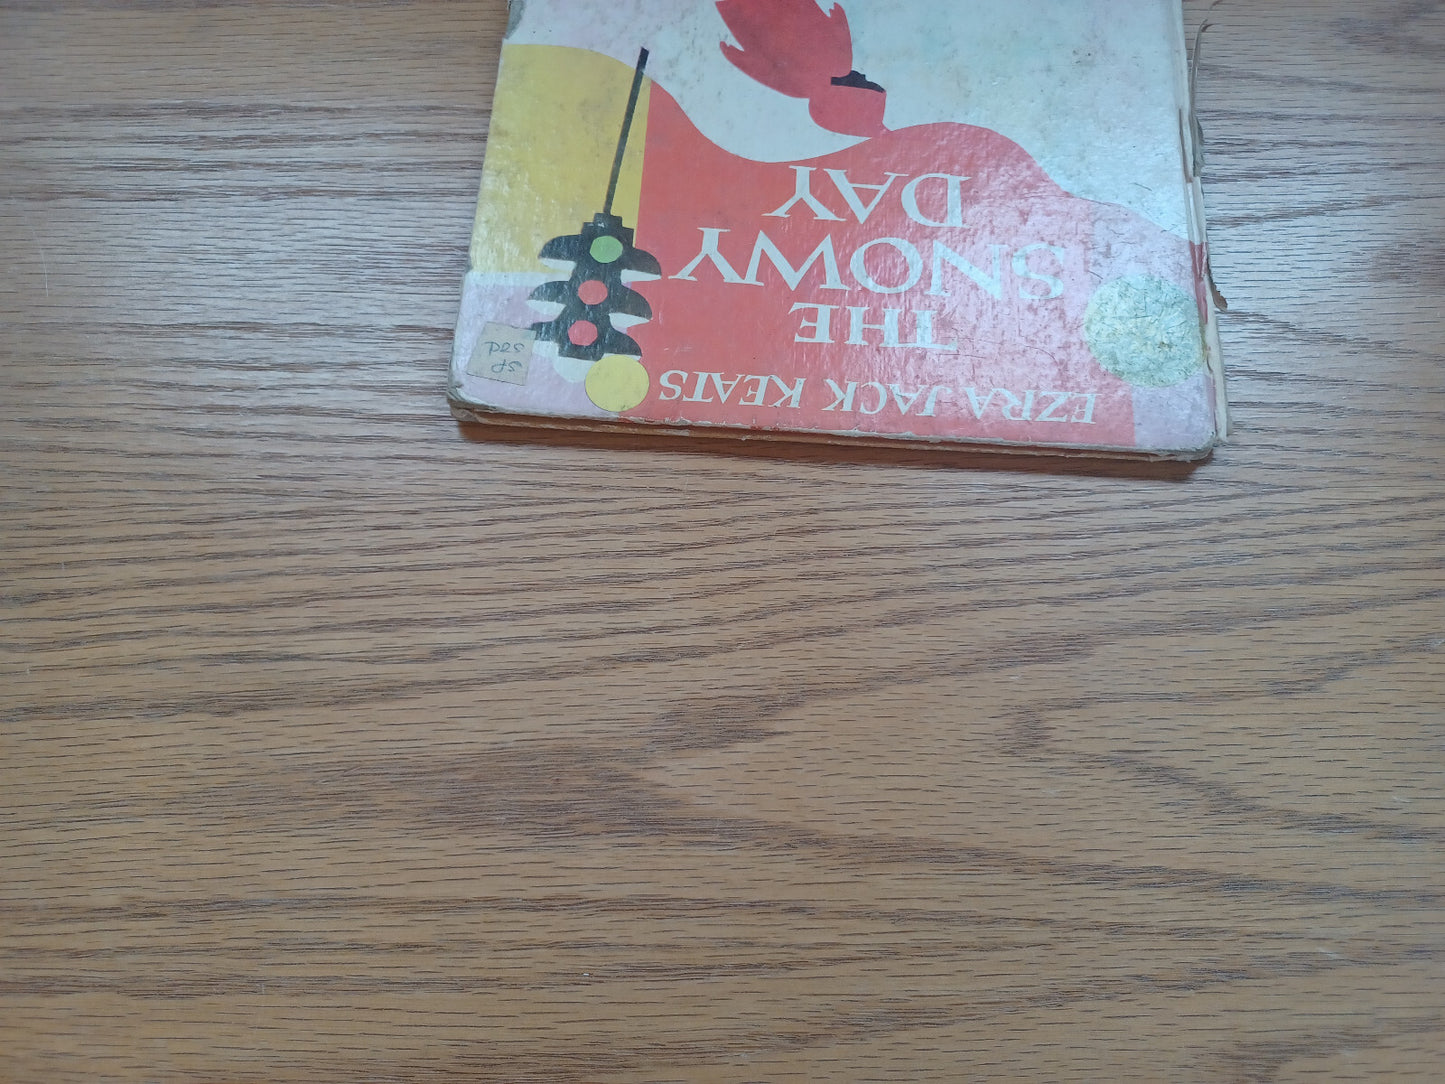 EZRA JACK KEATS
THE
SNOWY
DAY